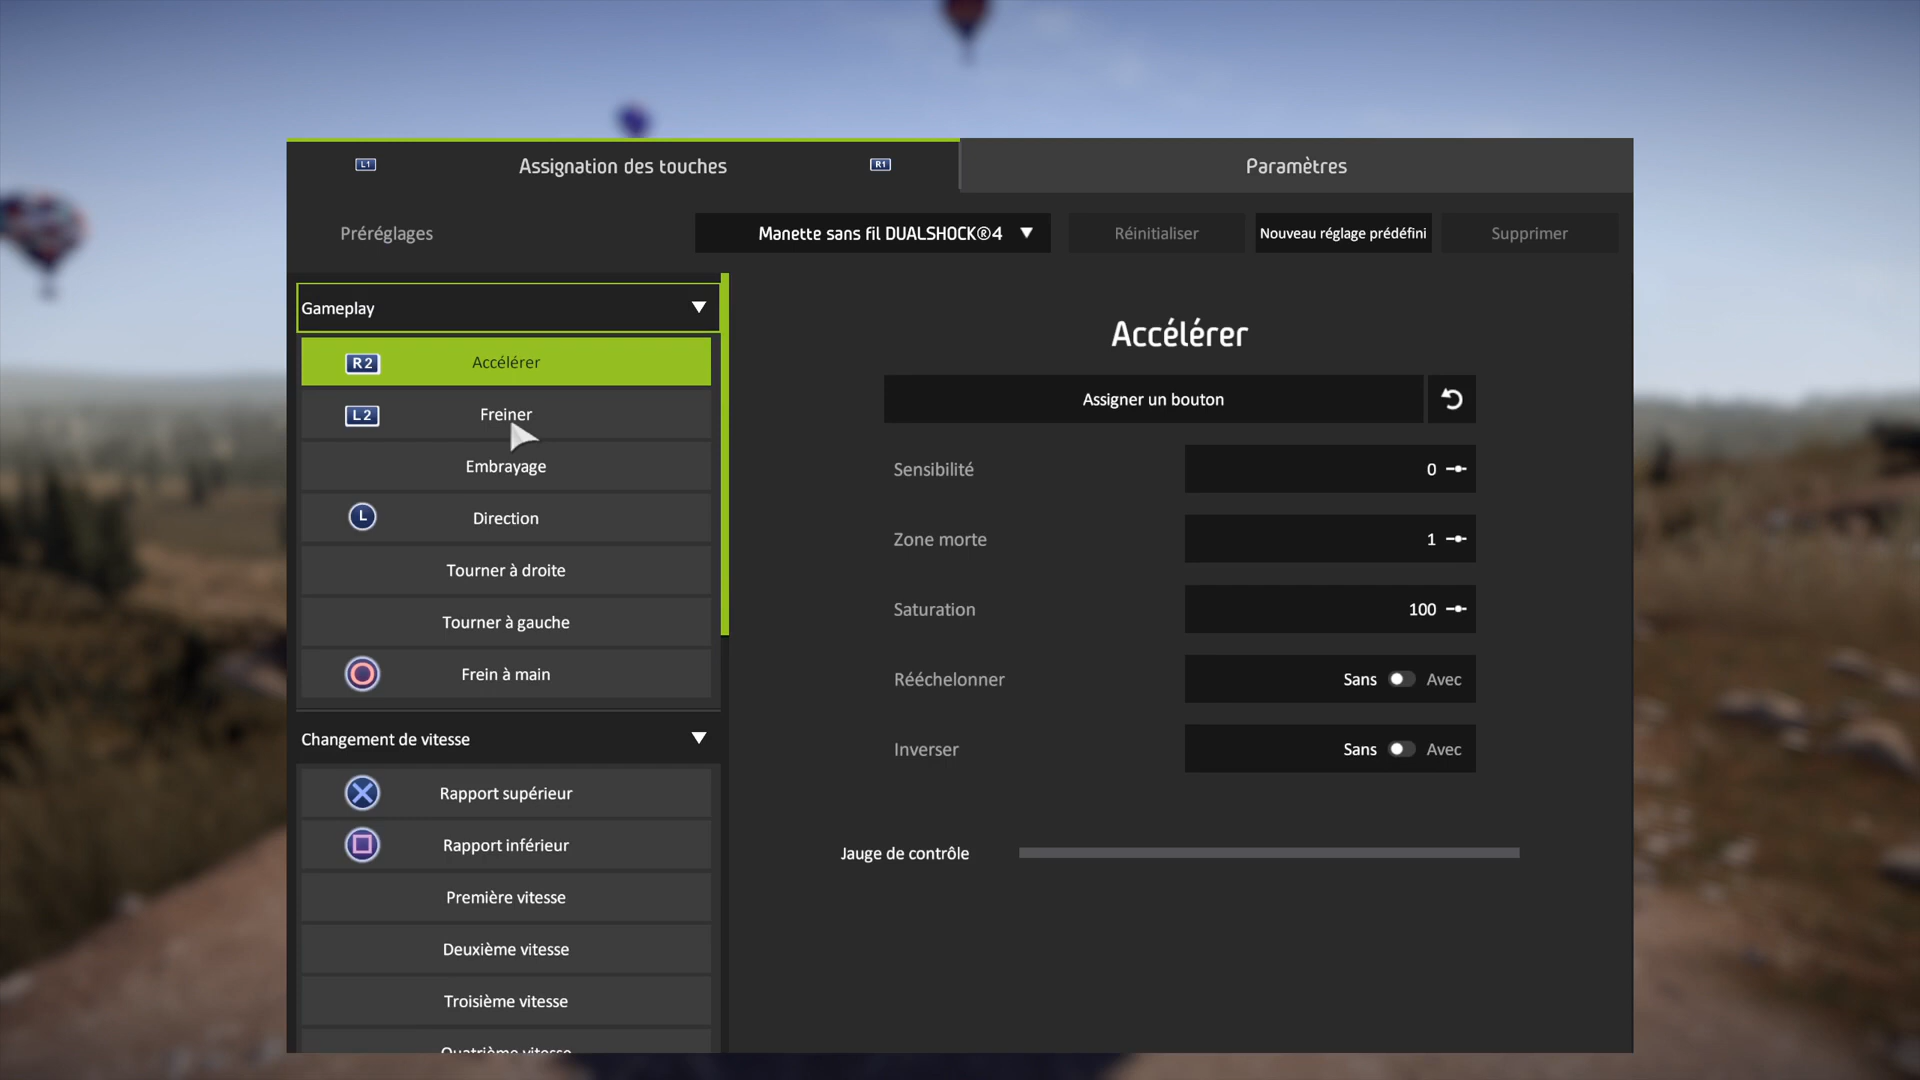 L1
Assignation des touches
R1
Paramètres
Préréglages
Manette sans fil DUALSHOCK®4
Réinitialiser
Nouveau réglage prédéfini
Supprimer
Gameplay
R2 Accélérer
L2 Freiner
Embrayage
L Direction
Tourner à droite
Tourner à gauche
Frein à main
Changement de vitesse
Rapport supérieur
Rapport inférieur
Première vitesse
Deuxième vitesse
Troisième vitesse
Quatrième vitesse
Accélérer
Assigner un bouton
Sensibilité 0
Zone morte 1
Saturation 100
Rééchelonner Sans Avec
Inverser Sans Avec
Jauge de contrôle